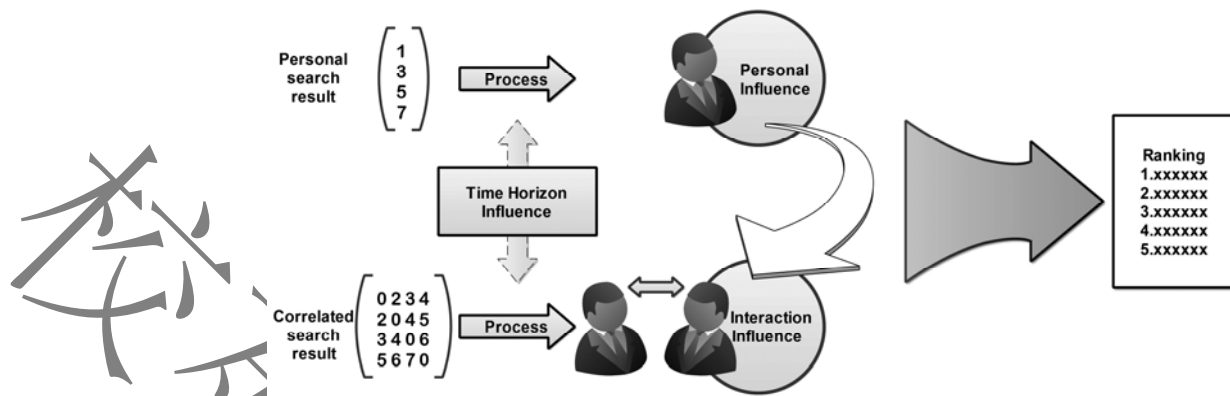 Personal
search
result
1
3
5
7
Process
Personal
Influence
Time Horizon
Influence
Correlated
search
result
0 2 3 4
2 0 4 5
3 4 0 6
5 6 7 0
Process
Interaction
Influence
Ranking
1.xxxxxx
2.xxxxxx
3.xxxxxx
4.xxxxxx
5.xxxxxx